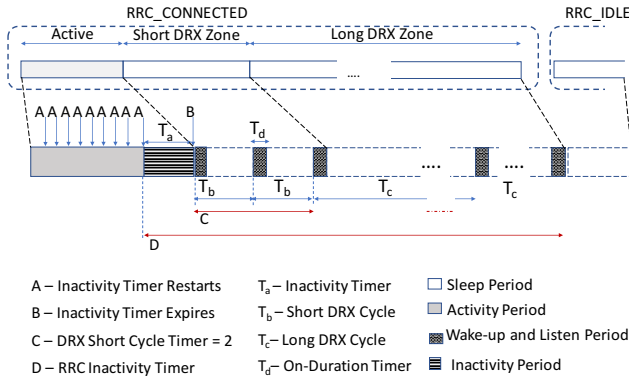 RRC_CONNECTED
RRC_IDLE
Active
Short DRX Zone
Long DRX Zone
....
A A A A A A A A A
B
Ta
Td
Tb
Tb
Tc
....
....
Tc
C
D
A – Inactivity Timer Restarts
B – Inactivity Timer Expires
C – DRX Short Cycle Timer = 2
D – RRC Inactivity Timer
Ta – Inactivity Timer
Tb – Short DRX Cycle
Tc – Long DRX Cycle
Td – On-Duration Timer
Sleep Period
Activity Period
Wake-up and Listen Period
Inactivity Period